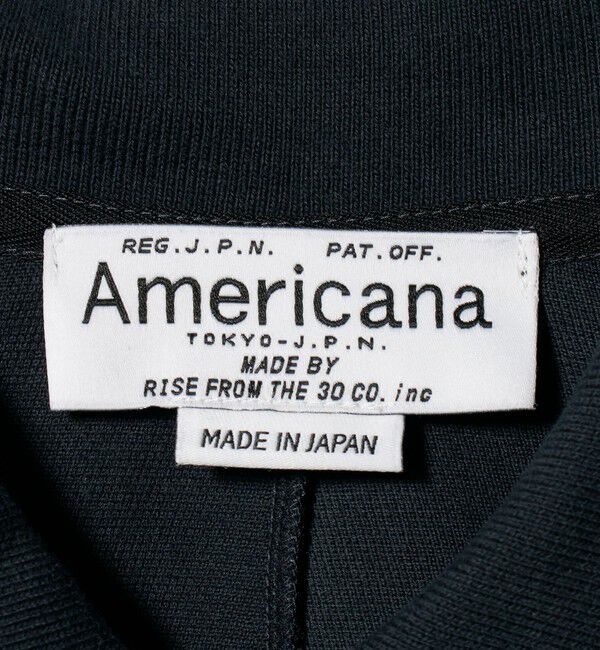 REG.J.P.N. PAT.OFF.
Americana
TOKYO-J.P.N.
MADE BY
RISE FROM THE 30 CO. inc
MADE IN JAPAN